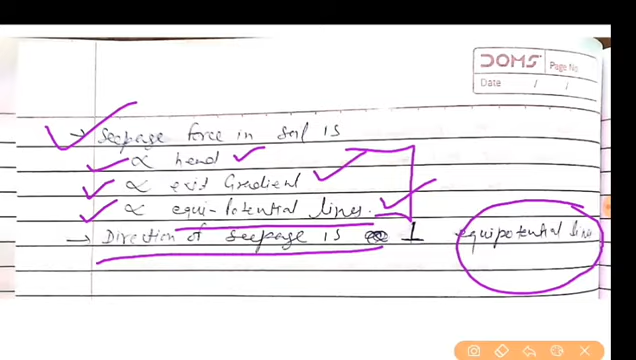 DOMS Page No
Date / /
→ Seepage force in soil is
∝ head
∝ exit Gradient
∝ equi-potential lines.
→ Direction of seepage is ⊥ equipotential line